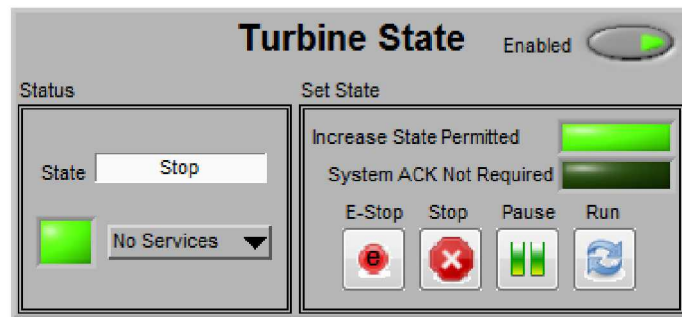 Turbine State Enabled
Status
Set State
State Stop
No Services
Increase State Permitted
System ACK Not Required
E-Stop Stop Pause Run
e